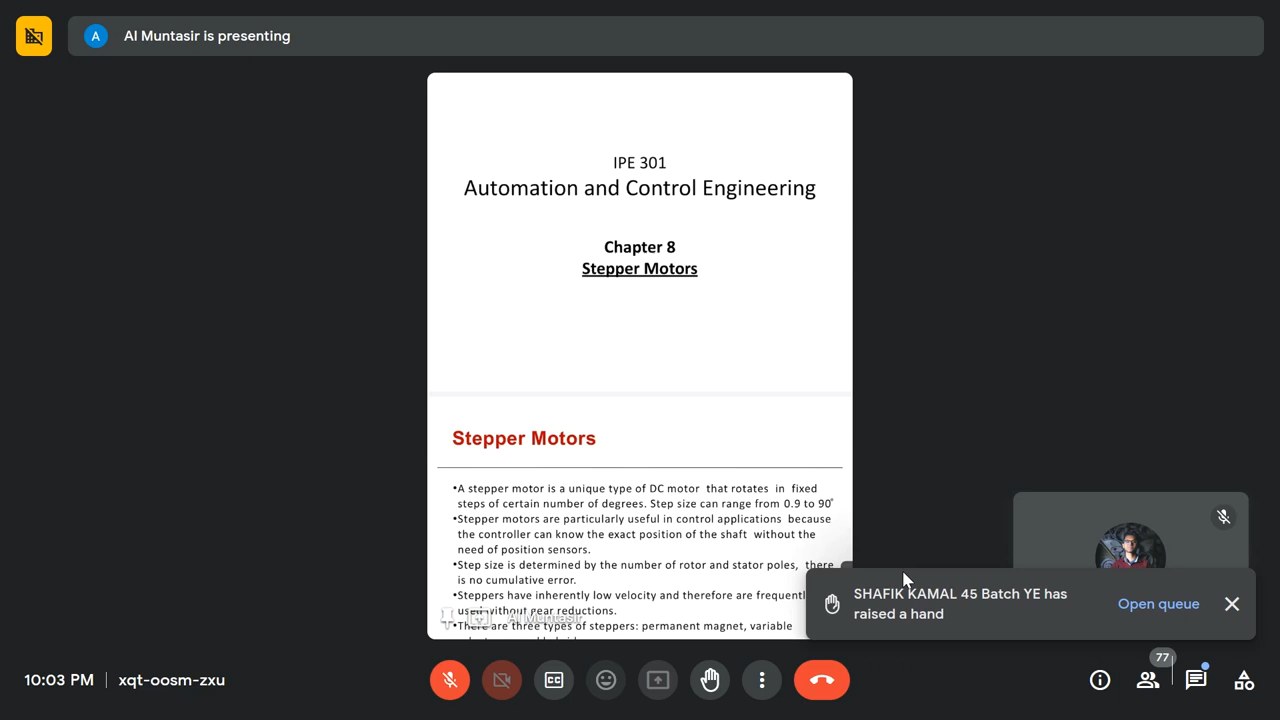 A
Al Muntasir is presenting
IPE 301
Automation and Control Engineering
Chapter 8
Stepper Motors
Stepper Motors
•A stepper motor is a unique type of DC motor that rotates in fixed
steps of certain number of degrees. Step size can range from 0.9 to 90°
•Stepper motors are particularly useful in control applications because
the controller can know the exact position of the shaft without the
need of position sensors.
•Step size is determined by the number of rotor and stator poles, there
is no cumulative error.
•Steppers have inherently low velocity and therefore are frequentl
without gear reductions.
Al Muntasir
•There are three types of steppers: permanent magnet, variable
SHAFIK KAMAL 45 Batch YE has
raised a hand
Open queue
10:03 PM
xqt-oosm-zxu
CC
77